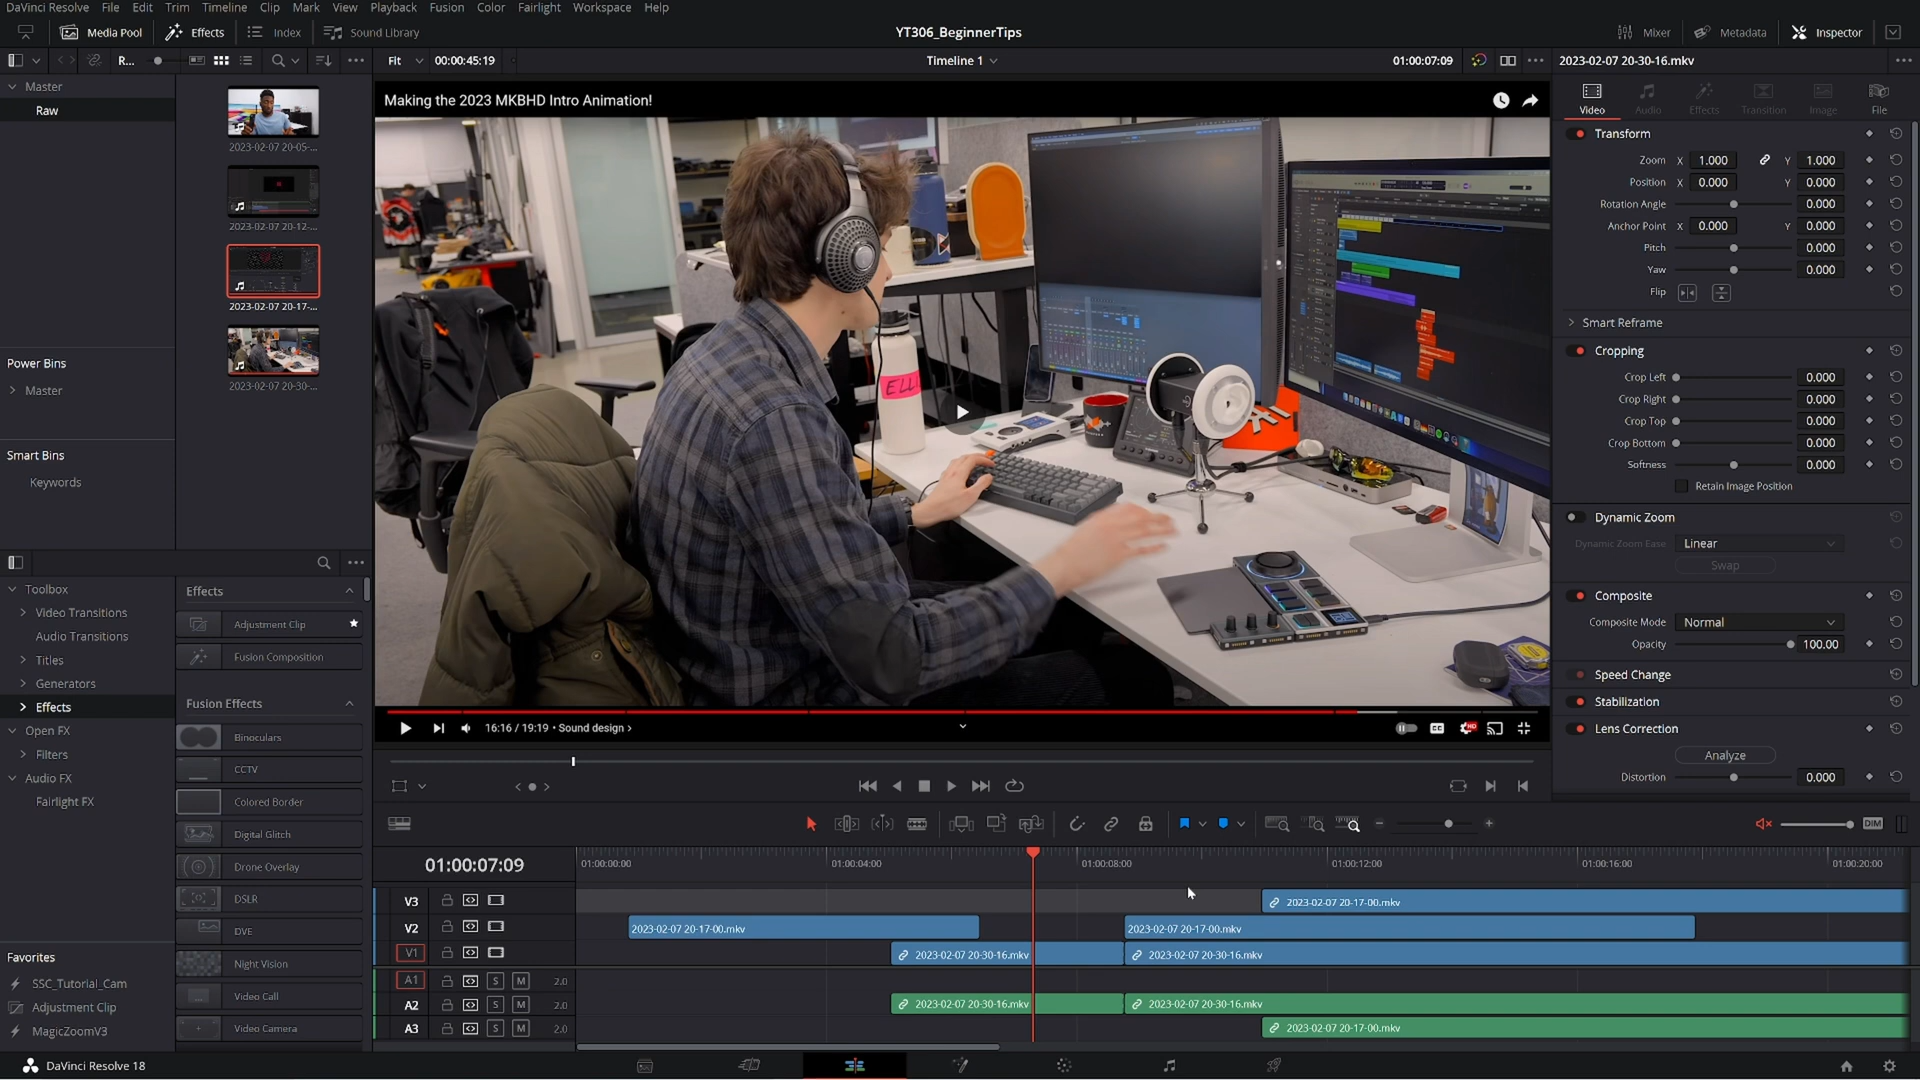 DaVinci Resolve File Edit Trim Timeline Clip Mark View Playback Fusion Color Fairlight Workspace Help
Media Pool Effects Index Sound Library YT306_BeginnerTips Mixer Metadata Inspector
R... Fit 00:00:45:19 Timeline 1 01:00:07:09 2023-02-07 20-30-16.mkv
Master
Raw
2023-02-07 20-05-...
2023-02-07 20-12-...
2023-02-07 20-17-...
2023-02-07 20-30-...
Power Bins
Master
Smart Bins
Keywords
Making the 2023 MKBHD Intro Animation!
ELLI
16:16 / 19:19 • Sound design ›
CC
HD
Video Audio Effects Transition Image File
Transform
Zoom X 1.000 Y 1.000
Position X 0.000 Y 0.000
Rotation Angle 0.000
Anchor Point X 0.000 Y 0.000
Pitch 0.000
Yaw 0.000
Flip
Smart Reframe
Cropping
Crop Left 0.000
Crop Right 0.000
Crop Top 0.000
Crop Bottom 0.000
Softness 0.000
Retain Image Position
Dynamic Zoom
Dynamic Zoom Ease Linear
Swap
Composite
Composite Mode Normal
Opacity 100.00
Speed Change
Stabilization
Lens Correction
Analyze
Distortion 0.000
Toolbox
Video Transitions
Audio Transitions
Titles
Generators
Effects
Open FX
Filters
Audio FX
Fairlight FX
Effects
Adjustment Clip
Fusion Composition
Fusion Effects
Binoculars
CCTV
Colored Border
Digital Glitch
Drone Overlay
DSLR
DVE
Night Vision
Video Call
Video Camera
Favorites
SSC_Tutorial_Cam
Adjustment Clip
MagicZoomV3
DIM
01:00:07:09 01:00:00:00 01:00:04:00 01:00:08:00 01:00:12:00 01:00:16:00 01:00:20:00
V3 2023-02-07 20-17-00.mkv
V2 2023-02-07 20-17-00.mkv 2023-02-07 20-17-00.mkv
V1 2023-02-07 20-30-16.mkv 2023-02-07 20-30-16.mkv
A1 S M 2.0
A2 S M 2.0 2023-02-07 20-30-16.mkv 2023-02-07 20-30-16.mkv
A3 S M 2.0 2023-02-07 20-17-00.mkv
DaVinci Resolve 18